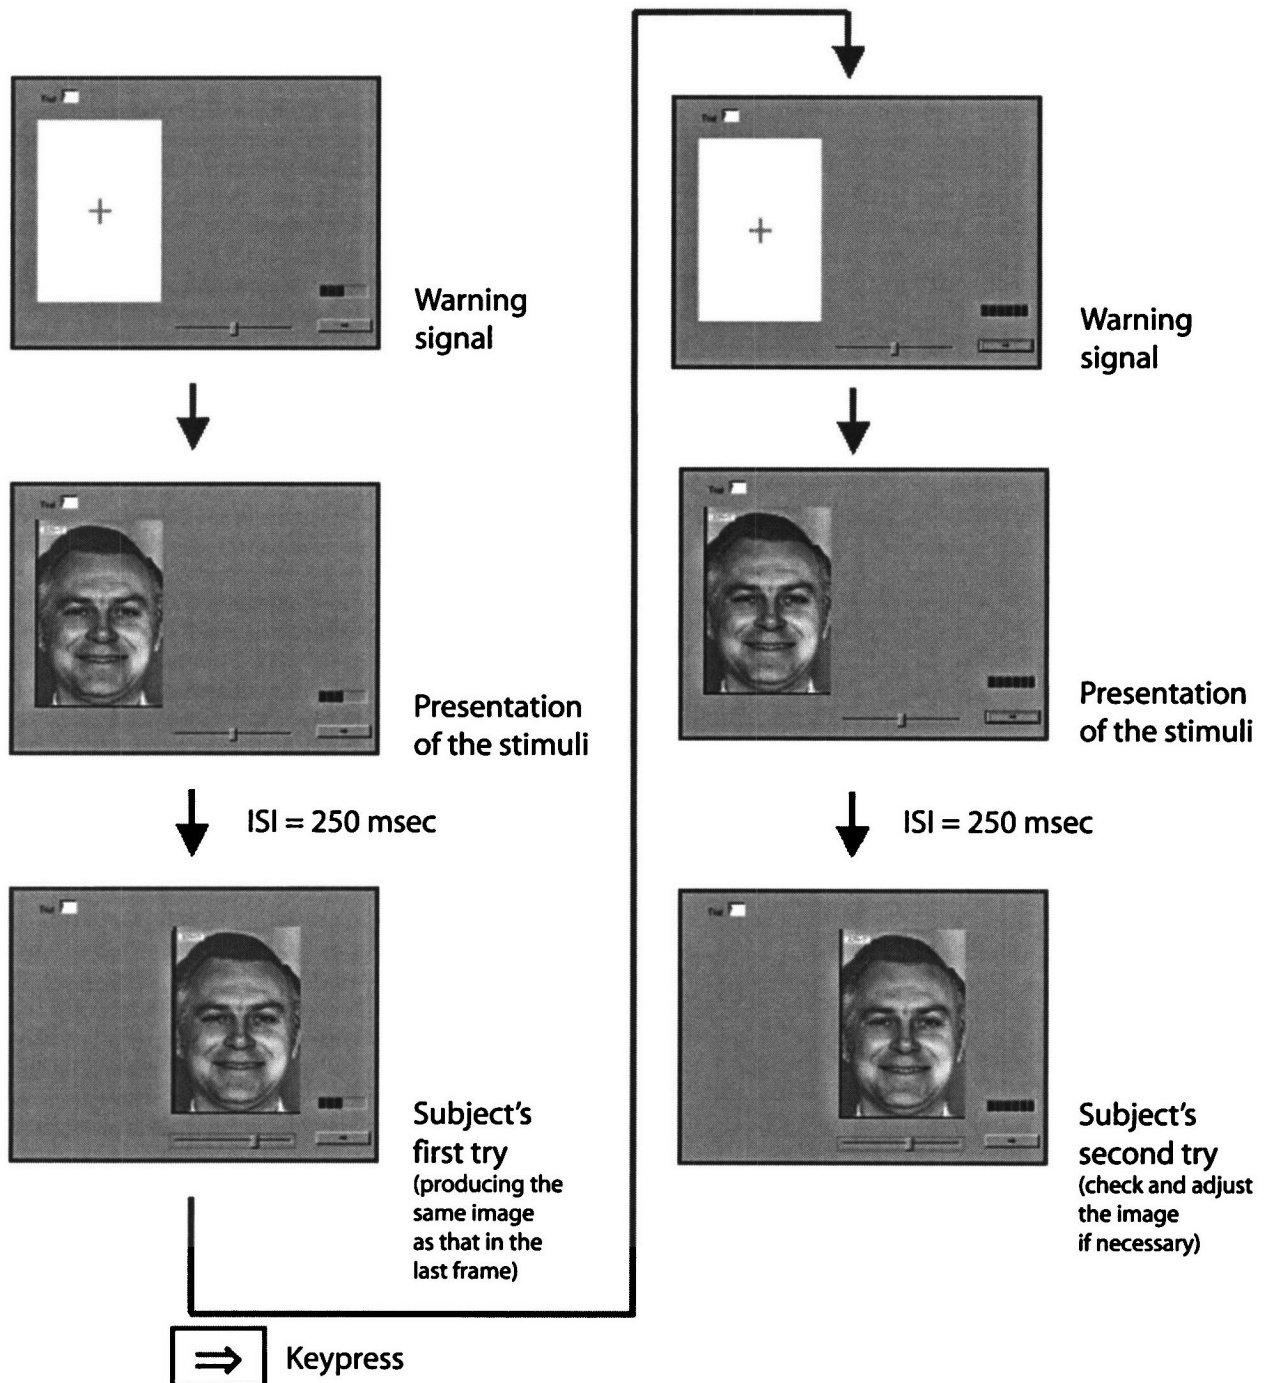 Warning
signal
Presentation
of the stimuli
ISI = 250 msec
Subject's
first try
(producing the
same image
as that in the
last frame)
⇒ Keypress
Warning
signal
Presentation
of the stimuli
ISI = 250 msec
Subject's
second try
(check and adjust
the image
if necessary)